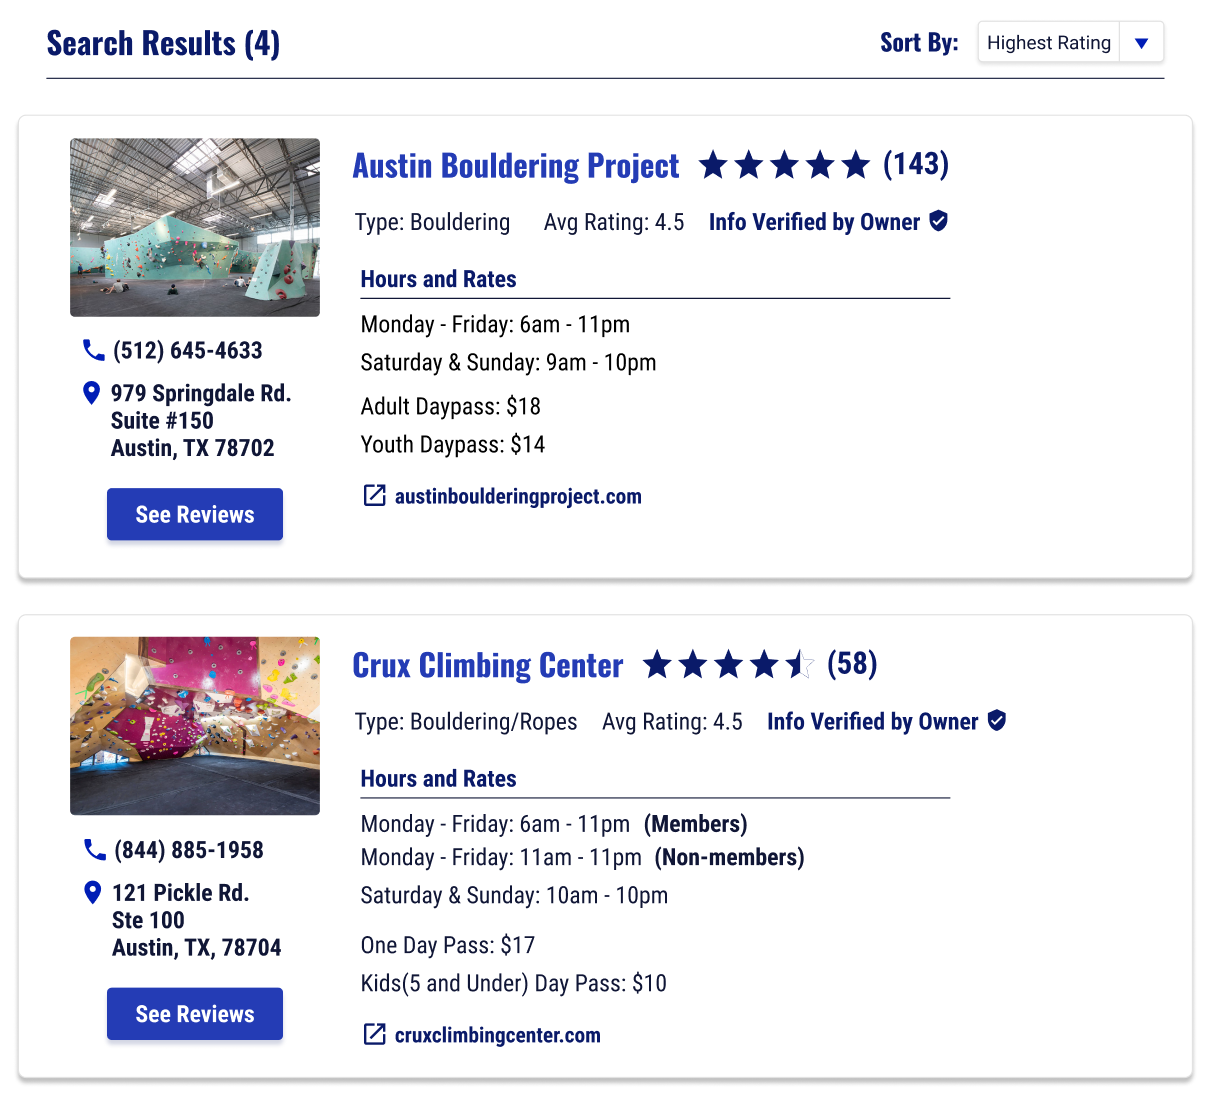 Search Results (4)
Sort By:
Highest Rating
Austin Bouldering Project
(143)
Type: Bouldering
Avg Rating: 4.5
Info Verified by Owner
Hours and Rates
Monday - Friday: 6am - 11pm
Saturday & Sunday: 9am - 10pm
Adult Daypass: $18
Youth Daypass: $14
austinboulderingproject.com
(512) 645-4633
979 Springdale Rd.
Suite #150
Austin, TX 78702
See Reviews
Crux Climbing Center
(58)
Type: Bouldering/Ropes
Avg Rating: 4.5
Info Verified by Owner
Hours and Rates
Monday - Friday: 6am - 11pm (Members)
Monday - Friday: 11am - 11pm (Non-members)
Saturday & Sunday: 10am - 10pm
One Day Pass: $17
Kids(5 and Under) Day Pass: $10
cruxclimbingcenter.com
(844) 885-1958
121 Pickle Rd.
Ste 100
Austin, TX, 78704
See Reviews